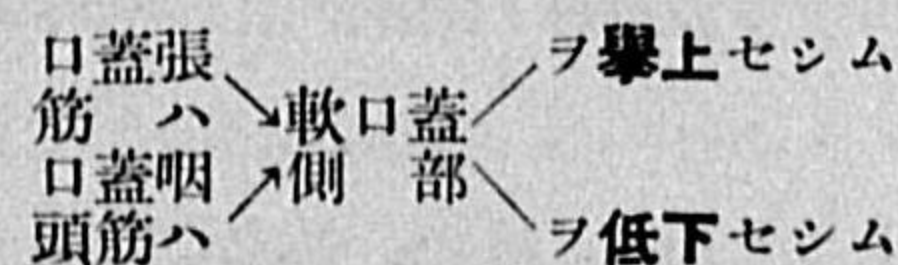 口蓋張
筋ハ
口蓋咽
頭筋ハ
軟口蓋
側部
ヲ擧上セシム
ヲ低下セシム